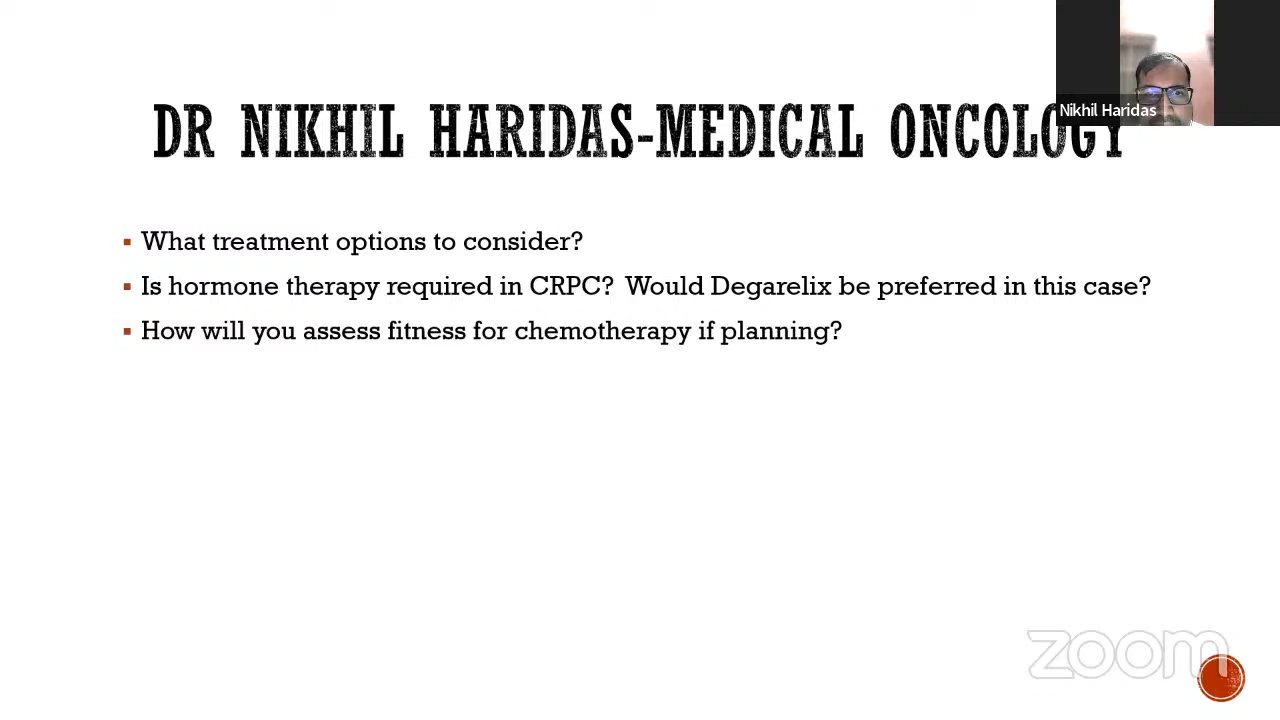 Nikhil Haridas
DR NIKHIL HARIDAS-MEDICAL ONCOLOGY
▪ What treatment options to consider?
▪ Is hormone therapy required in CRPC?  Would Degarelix be preferred in this case?
▪ How will you assess fitness for chemotherapy if planning?
zoom